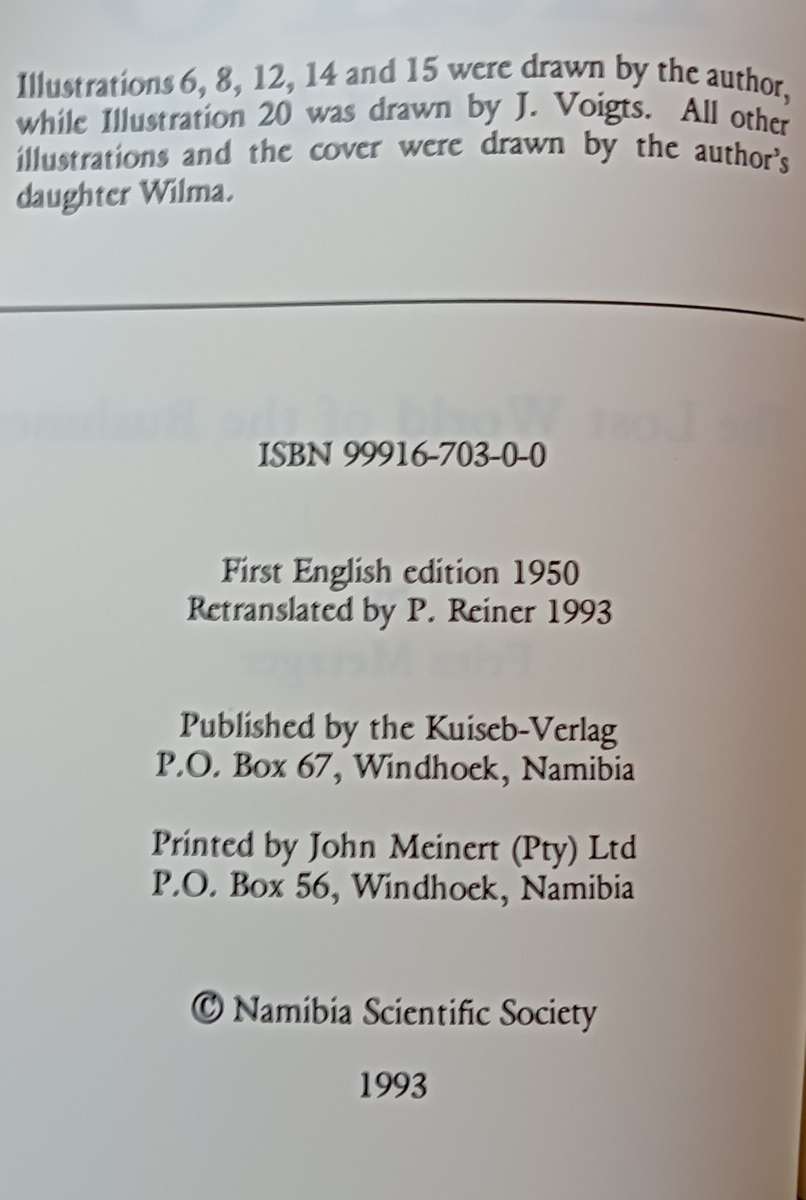 Illustrations 6, 8, 12, 14 and 15 were drawn by the author,
while Illustration 20 was drawn by J. Voigts. All other
illustrations and the cover were drawn by the author's
daughter Wilma.
ISBN 99916-703-0-0
First English edition 1950
Retranslated by P. Reiner 1993
Published by the Kuiseb-Verlag
P.O. Box 67, Windhoek, Namibia
Printed by John Meinert (Pty) Ltd
P.O. Box 56, Windhoek, Namibia
© Namibia Scientific Society
1993